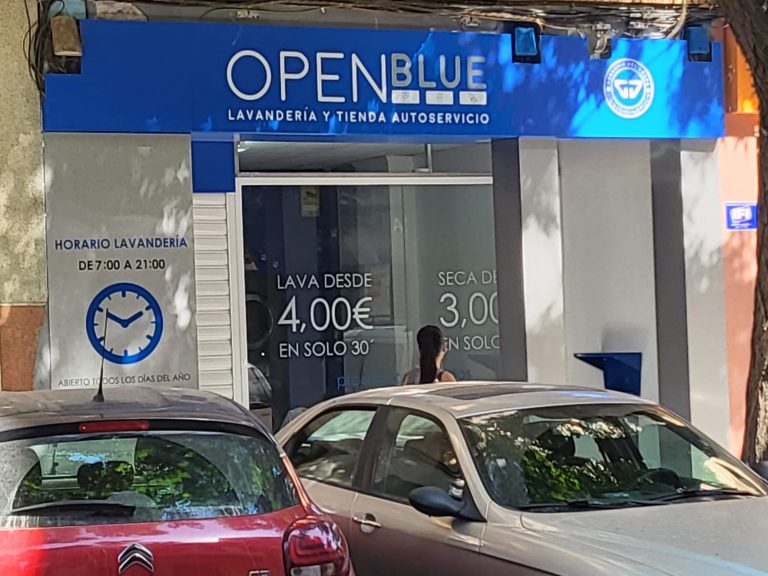 OPENBLUE
LAVANDERÍA Y TIENDA AUTOSERVICIO
HORARIO LAVANDERÍA
DE 7:00 A 21:00
ABIERTO TODOS LOS DÍAS DEL AÑO
LAVA DESDE
4,00€
EN SOLO 30´
SECA DE
3,00
EN SOLO